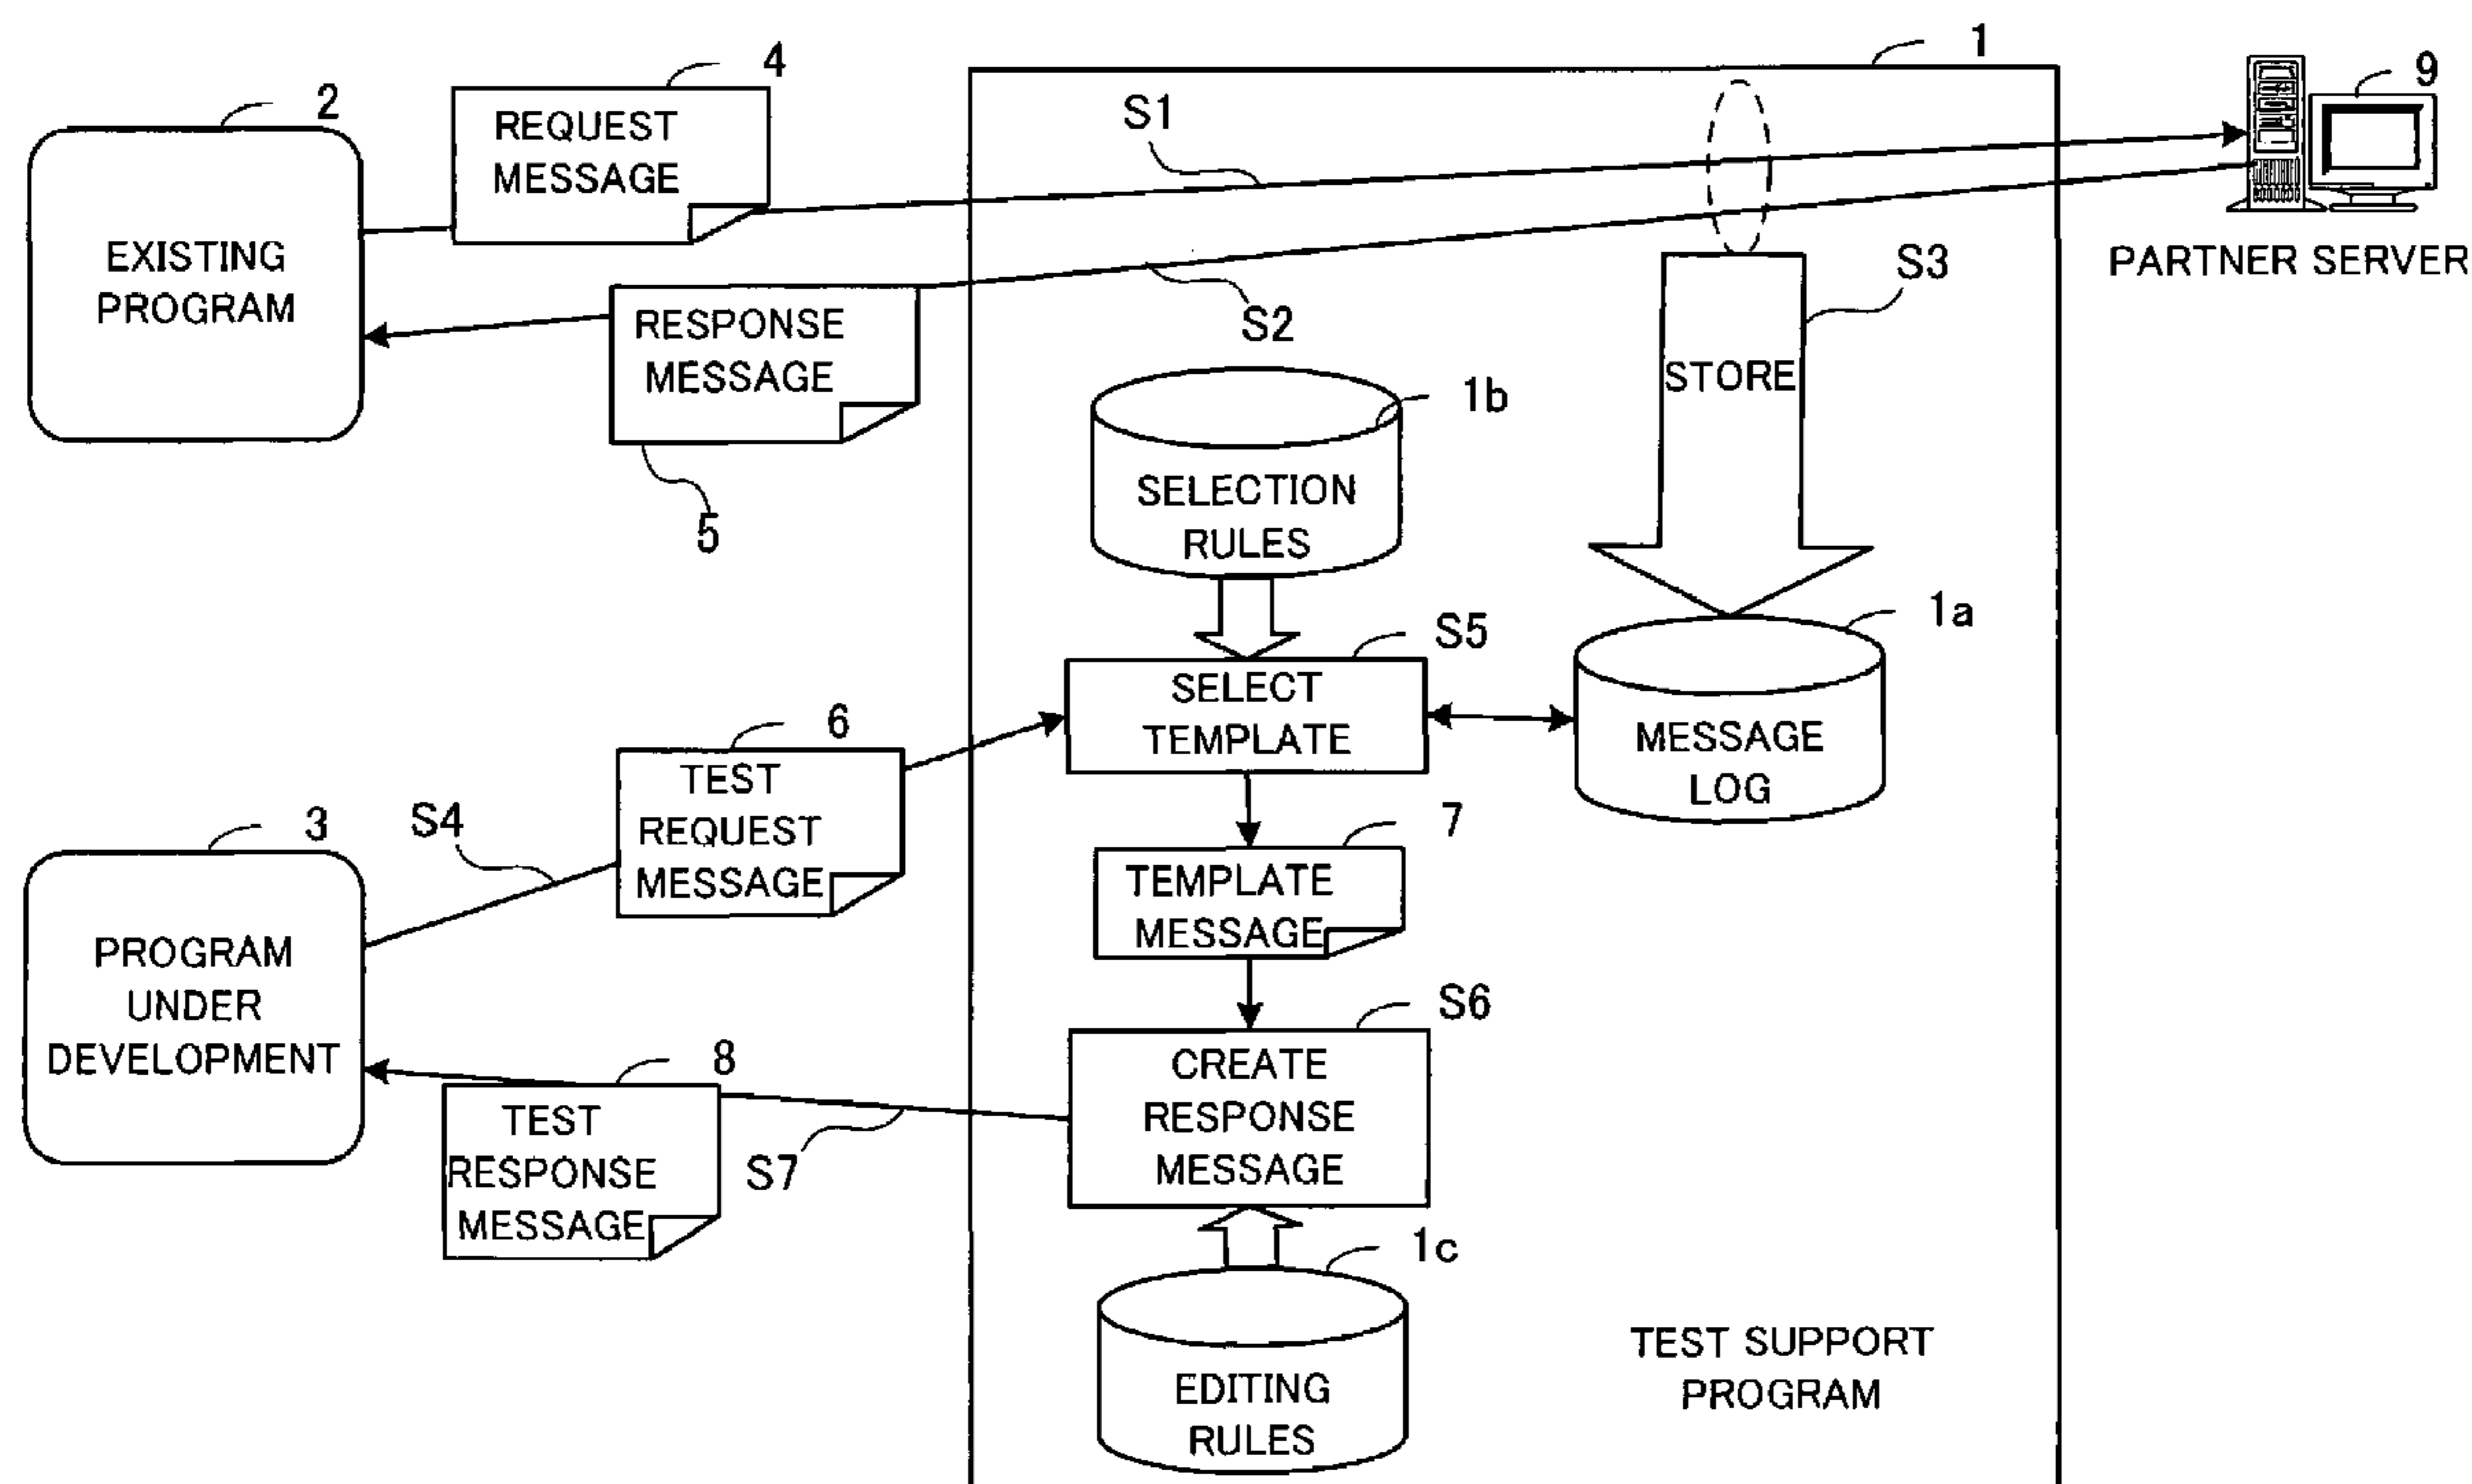 1
2
4
9
REQUEST
MESSAGE
S1
EXISTING
PROGRAM
PARTNER SERVER
S3
S2
RESPONSE
MESSAGE
5
STORE
1b
SELECTION
RULES
1a
MESSAGE
LOG
S5
SELECT
TEMPLATE
6
TEST
REQUEST
MESSAGE
S4
3
PROGRAM
UNDER
DEVELOPMENT
7
TEMPLATE
MESSAGE
S6
CREATE
RESPONSE
MESSAGE
8
TEST
RESPONSE
MESSAGE
S7
1c
EDITING
RULES
TEST SUPPORT
PROGRAM